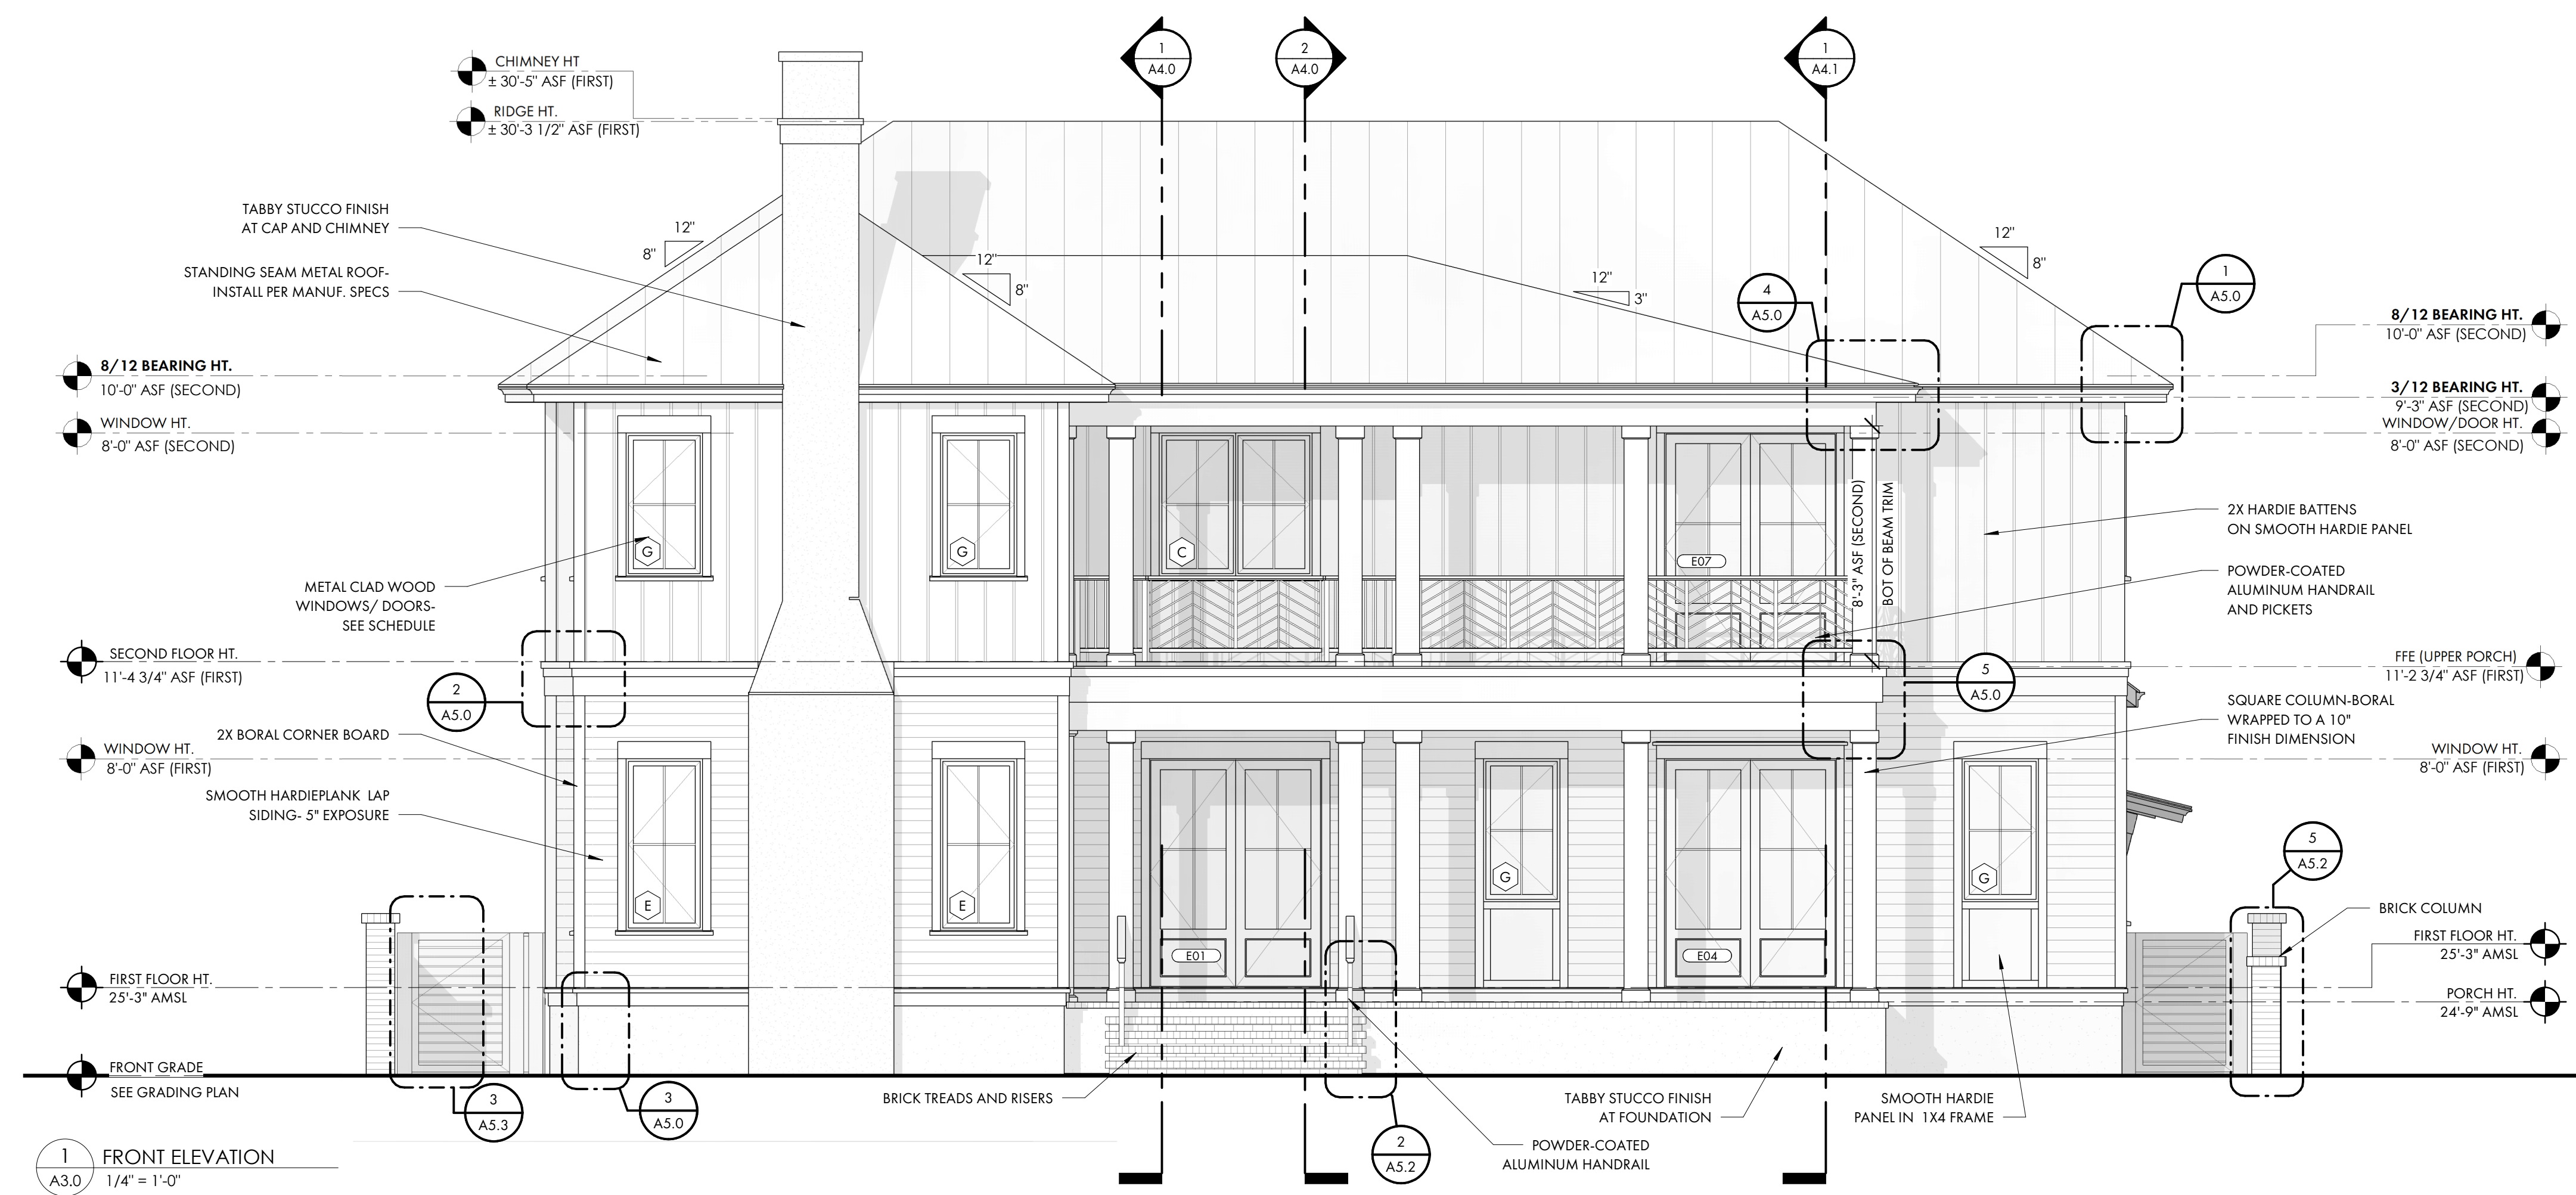 1
A4.0
2
A4.0
1
A4.1
CHIMNEY HT
± 30'-5" ASF (FIRST)
RIDGE HT.
± 30'-3 1/2" ASF (FIRST)
TABBY STUCCO FINISH
AT CAP AND CHIMNEY
STANDING SEAM METAL ROOF-
INSTALL PER MANUF. SPECS
12"
8"
12"
8"
12"
3"
12"
8"
4
A5.0
1
A5.0
8/12 BEARING HT.
10'-0" ASF (SECOND)
WINDOW HT.
8'-0" ASF (SECOND)
8/12 BEARING HT.
10'-0" ASF (SECOND)
3/12 BEARING HT.
9'-3" ASF (SECOND)
WINDOW/DOOR HT.
8'-0" ASF (SECOND)
METAL CLAD WOOD
WINDOWS/ DOORS-
SEE SCHEDULE
G
G
C
E07
8'-3" ASF (SECOND)
BOT OF BEAM TRIM
2X HARDIE BATTENS
ON SMOOTH HARDIE PANEL
POWDER-COATED
ALUMINUM HANDRAIL
AND PICKETS
SECOND FLOOR HT.
11'-4 3/4" ASF (FIRST)
2
A5.0
5
A5.0
FFE (UPPER PORCH)
11'-2 3/4" ASF (FIRST)
SQUARE COLUMN-BORAL
WRAPPED TO A 10"
FINISH DIMENSION
2X BORAL CORNER BOARD
WINDOW HT.
8'-0" ASF (FIRST)
WINDOW HT.
8'-0" ASF (FIRST)
SMOOTH HARDIEPLANK LAP
SIDING- 5" EXPOSURE
E
E
G
G
E01
E04
5
A5.2
BRICK COLUMN
FIRST FLOOR HT.
25'-3" AMSL
FIRST FLOOR HT.
25'-3" AMSL
PORCH HT.
24'-9" AMSL
FRONT GRADE
SEE GRADING PLAN
3
A5.3
3
A5.0
BRICK TREADS AND RISERS
2
A5.2
POWDER-COATED
ALUMINUM HANDRAIL
TABBY STUCCO FINISH
AT FOUNDATION
SMOOTH HARDIE
PANEL IN 1X4 FRAME
1
A3.0
FRONT ELEVATION
1/4" = 1'-0"